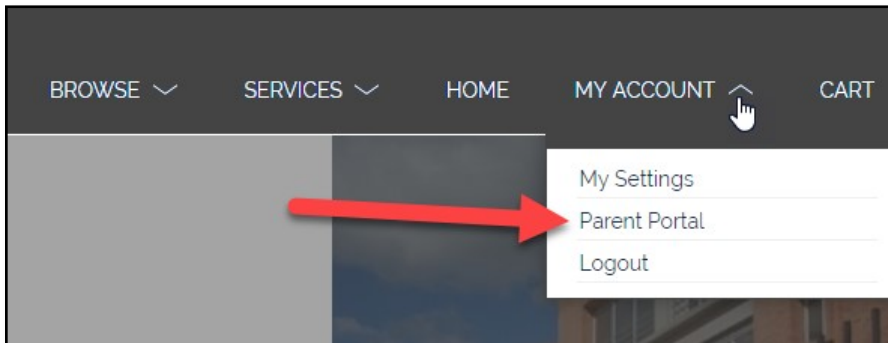 BROWSE SERVICES HOME MY ACCOUNT CART
My Settings
Parent Portal
Logout